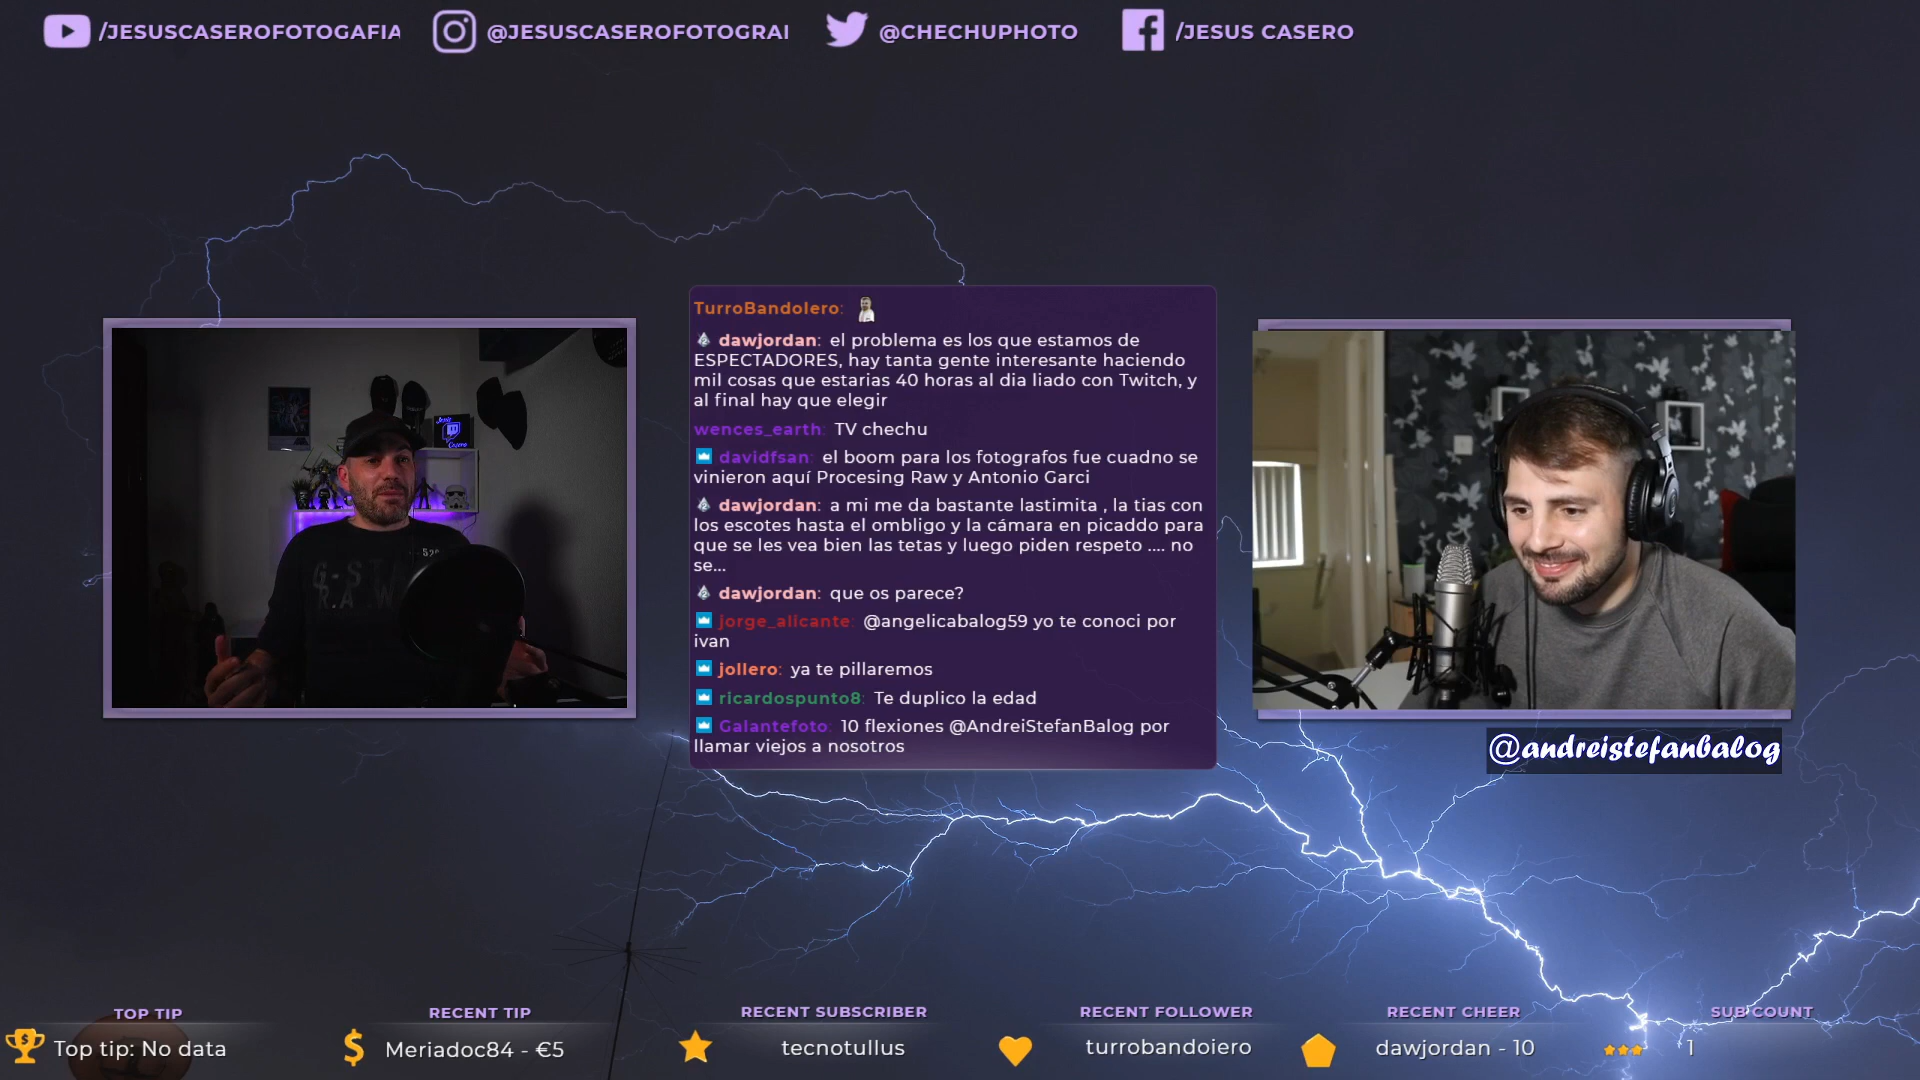 /JESUSCASEROFOTOGAFIA
@JESUSCASEROFOTOGRAI
@CHECHUPHOTO
/JESUS CASERO
TurroBandolero:
dawjordan: el problema es los que estamos de
ESPECTADORES, hay tanta gente interesante haciendo
mil cosas que estarias 40 horas al dia liado con Twitch, y
al final hay que elegir
wences_earth: TV chechu
davidfsan: el boom para los fotografos fue cuadno se
vinieron aquí Procesing Raw y Antonio Garci
dawjordan: a mi me da bastante lastimita , la tias con
los escotes hasta el ombligo y la cámara en picaddo para
que se les vea bien las tetas y luego piden respeto .... no
se...
dawjordan: que os parece?
jorge_alicante: @angelicabalog59 yo te conoci por
ivan
jollero: ya te pillaremos
ricardospunto8: Te duplico la edad
Galantefoto: 10 flexiones @AndreiStefanBalog por
llamar viejos a nosotros
Jesús
Casero
G-STAR
RAW
@andreistefanbalog
TOP TIP
Top tip: No data
RECENT TIP
Meriadoc84 - €5
RECENT SUBSCRIBER
tecnotullus
RECENT FOLLOWER
turrobandoiero
RECENT CHEER
dawjordan - 10
SUB COUNT
1